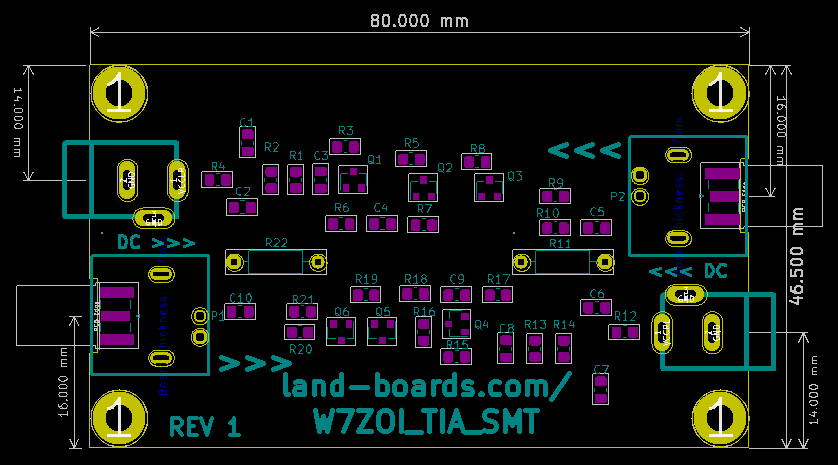 80.000 mm
1
1
14.000 mm
16.000 mm
C1
R3
R2
R1
C3
Q1
R5
R8
<<<
R4
Q2
Q3
C2
R9
P2
R6
C4
R7
R10
C5
DC >>>
R22
R11
<<< DC
46.500 mm
R19
R18
C9
R17
C10
R21
Q6
Q5
R16
Q4
C6
P1
R12
R20
R15
C8
R13
R14
>>>
C7
16.000 mm
14.000 mm
land-boards.com/
W7ZOI_TIA_SMT
REV 1
1
1